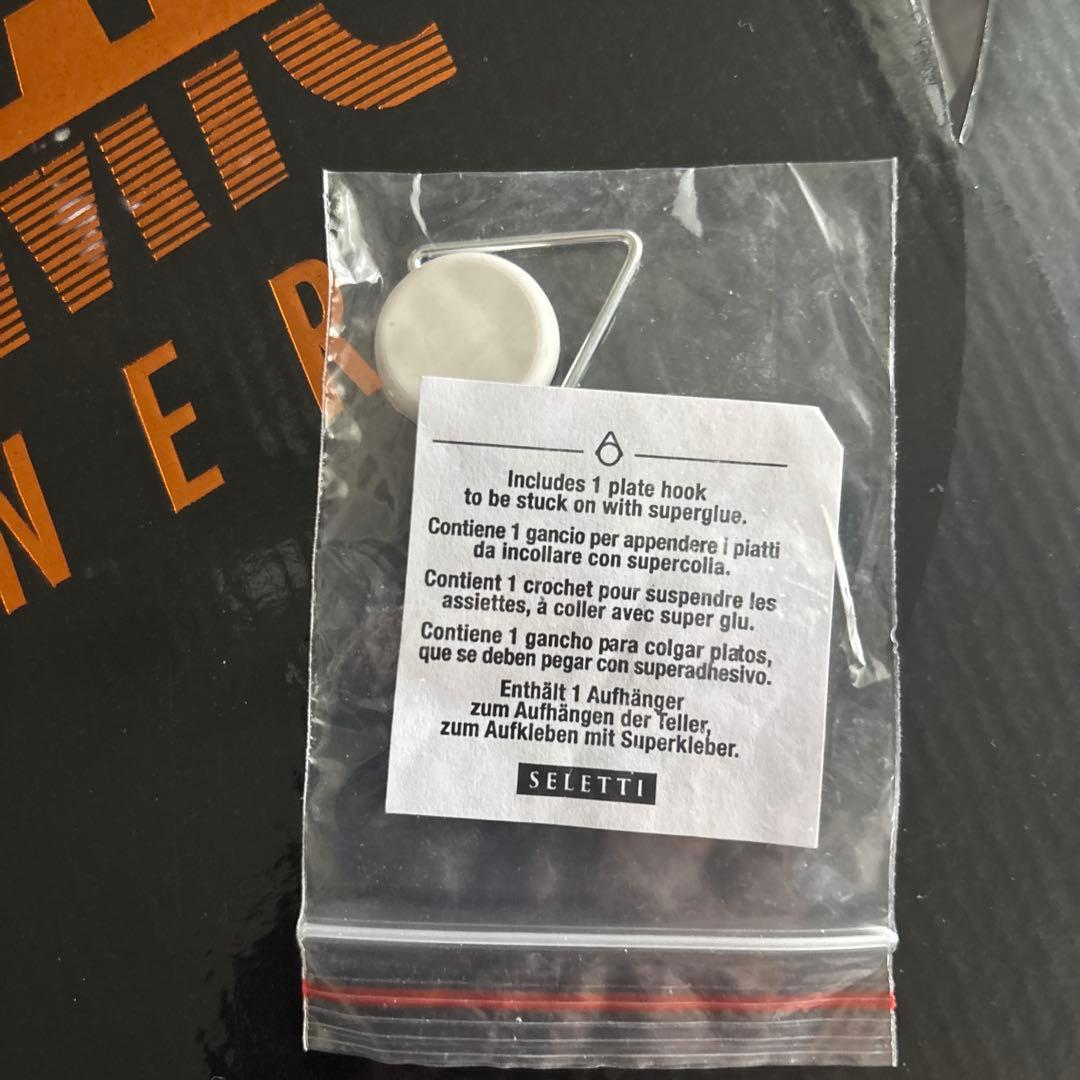 NER
Includes 1 plate hook
to be stuck on with superglue.
Contiene 1 gancio per appendere i piatti
da incollare con supercolla.
Contient 1 crochet pour suspendre les
assiettes, à coller avec super glu.
Contiene 1 gancho para colgar platos,
que se deben pegar con superadhesivo.
Enthält 1 Aufhänger
zum Aufhängen der Teller,
zum Aufkleben mit Superkleber.
SELETTI